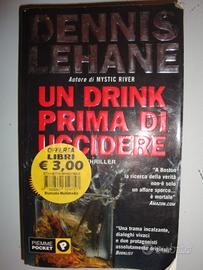 DENNIS
LEHANE
Autore di MYSTIC RIVER
UN DRINK
PRIMA DI
UCCIDERE
THRILLER
OFFERTA
LIBRI
€ 3,00
"A Boston
la ricerca della verità
non è solo
un affare sporco...
è mortale"
AMAZON.COM
"Una trama incalzante,
dialoghi vivaci
e due protagonisti
assolutamente
BOOKLIST
PIEMME
POCKET